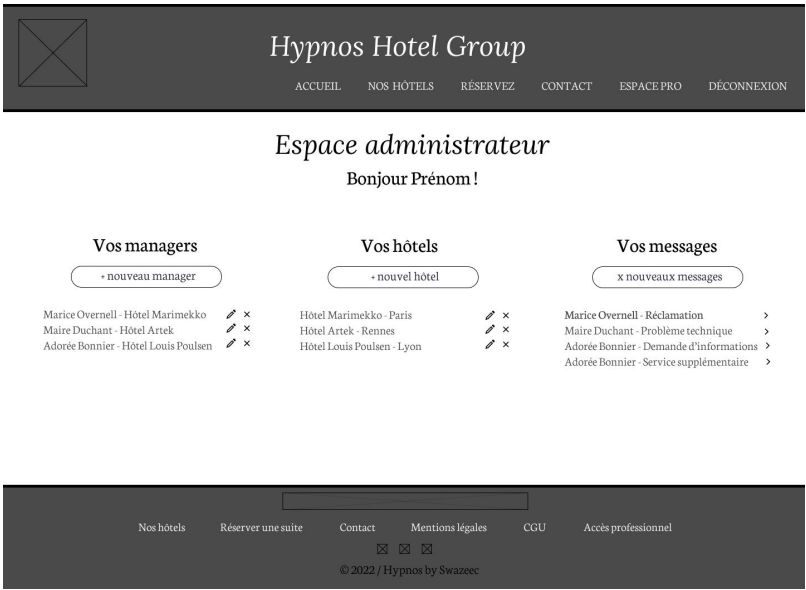 Hypnos Hotel Group
ACCUEIL NOS HÔTELS RÉSERVEZ CONTACT ESPACE PRO DÉCONNEXION
Espace administrateur
Bonjour Prénom !
Vos managers
+ nouveau manager
Marice Overnell - Hôtel Marimekko
Maire Duchant - Hôtel Artek
Adorée Bonnier - Hôtel Louis Poulsen
Vos hôtels
+ nouvel hôtel
Hôtel Marimekko - Paris
Hôtel Artek - Rennes
Hôtel Louis Poulsen - Lyon
Vos messages
x nouveaux messages
Marice Overnell - Réclamation
Maire Duchant - Problème technique
Adorée Bonnier - Demande d'informations
Adorée Bonnier - Service supplémentaire
Nos hôtels Réserver une suite Contact Mentions légales CGU Accès professionnel
© 2022 / Hypnos by Swazeec